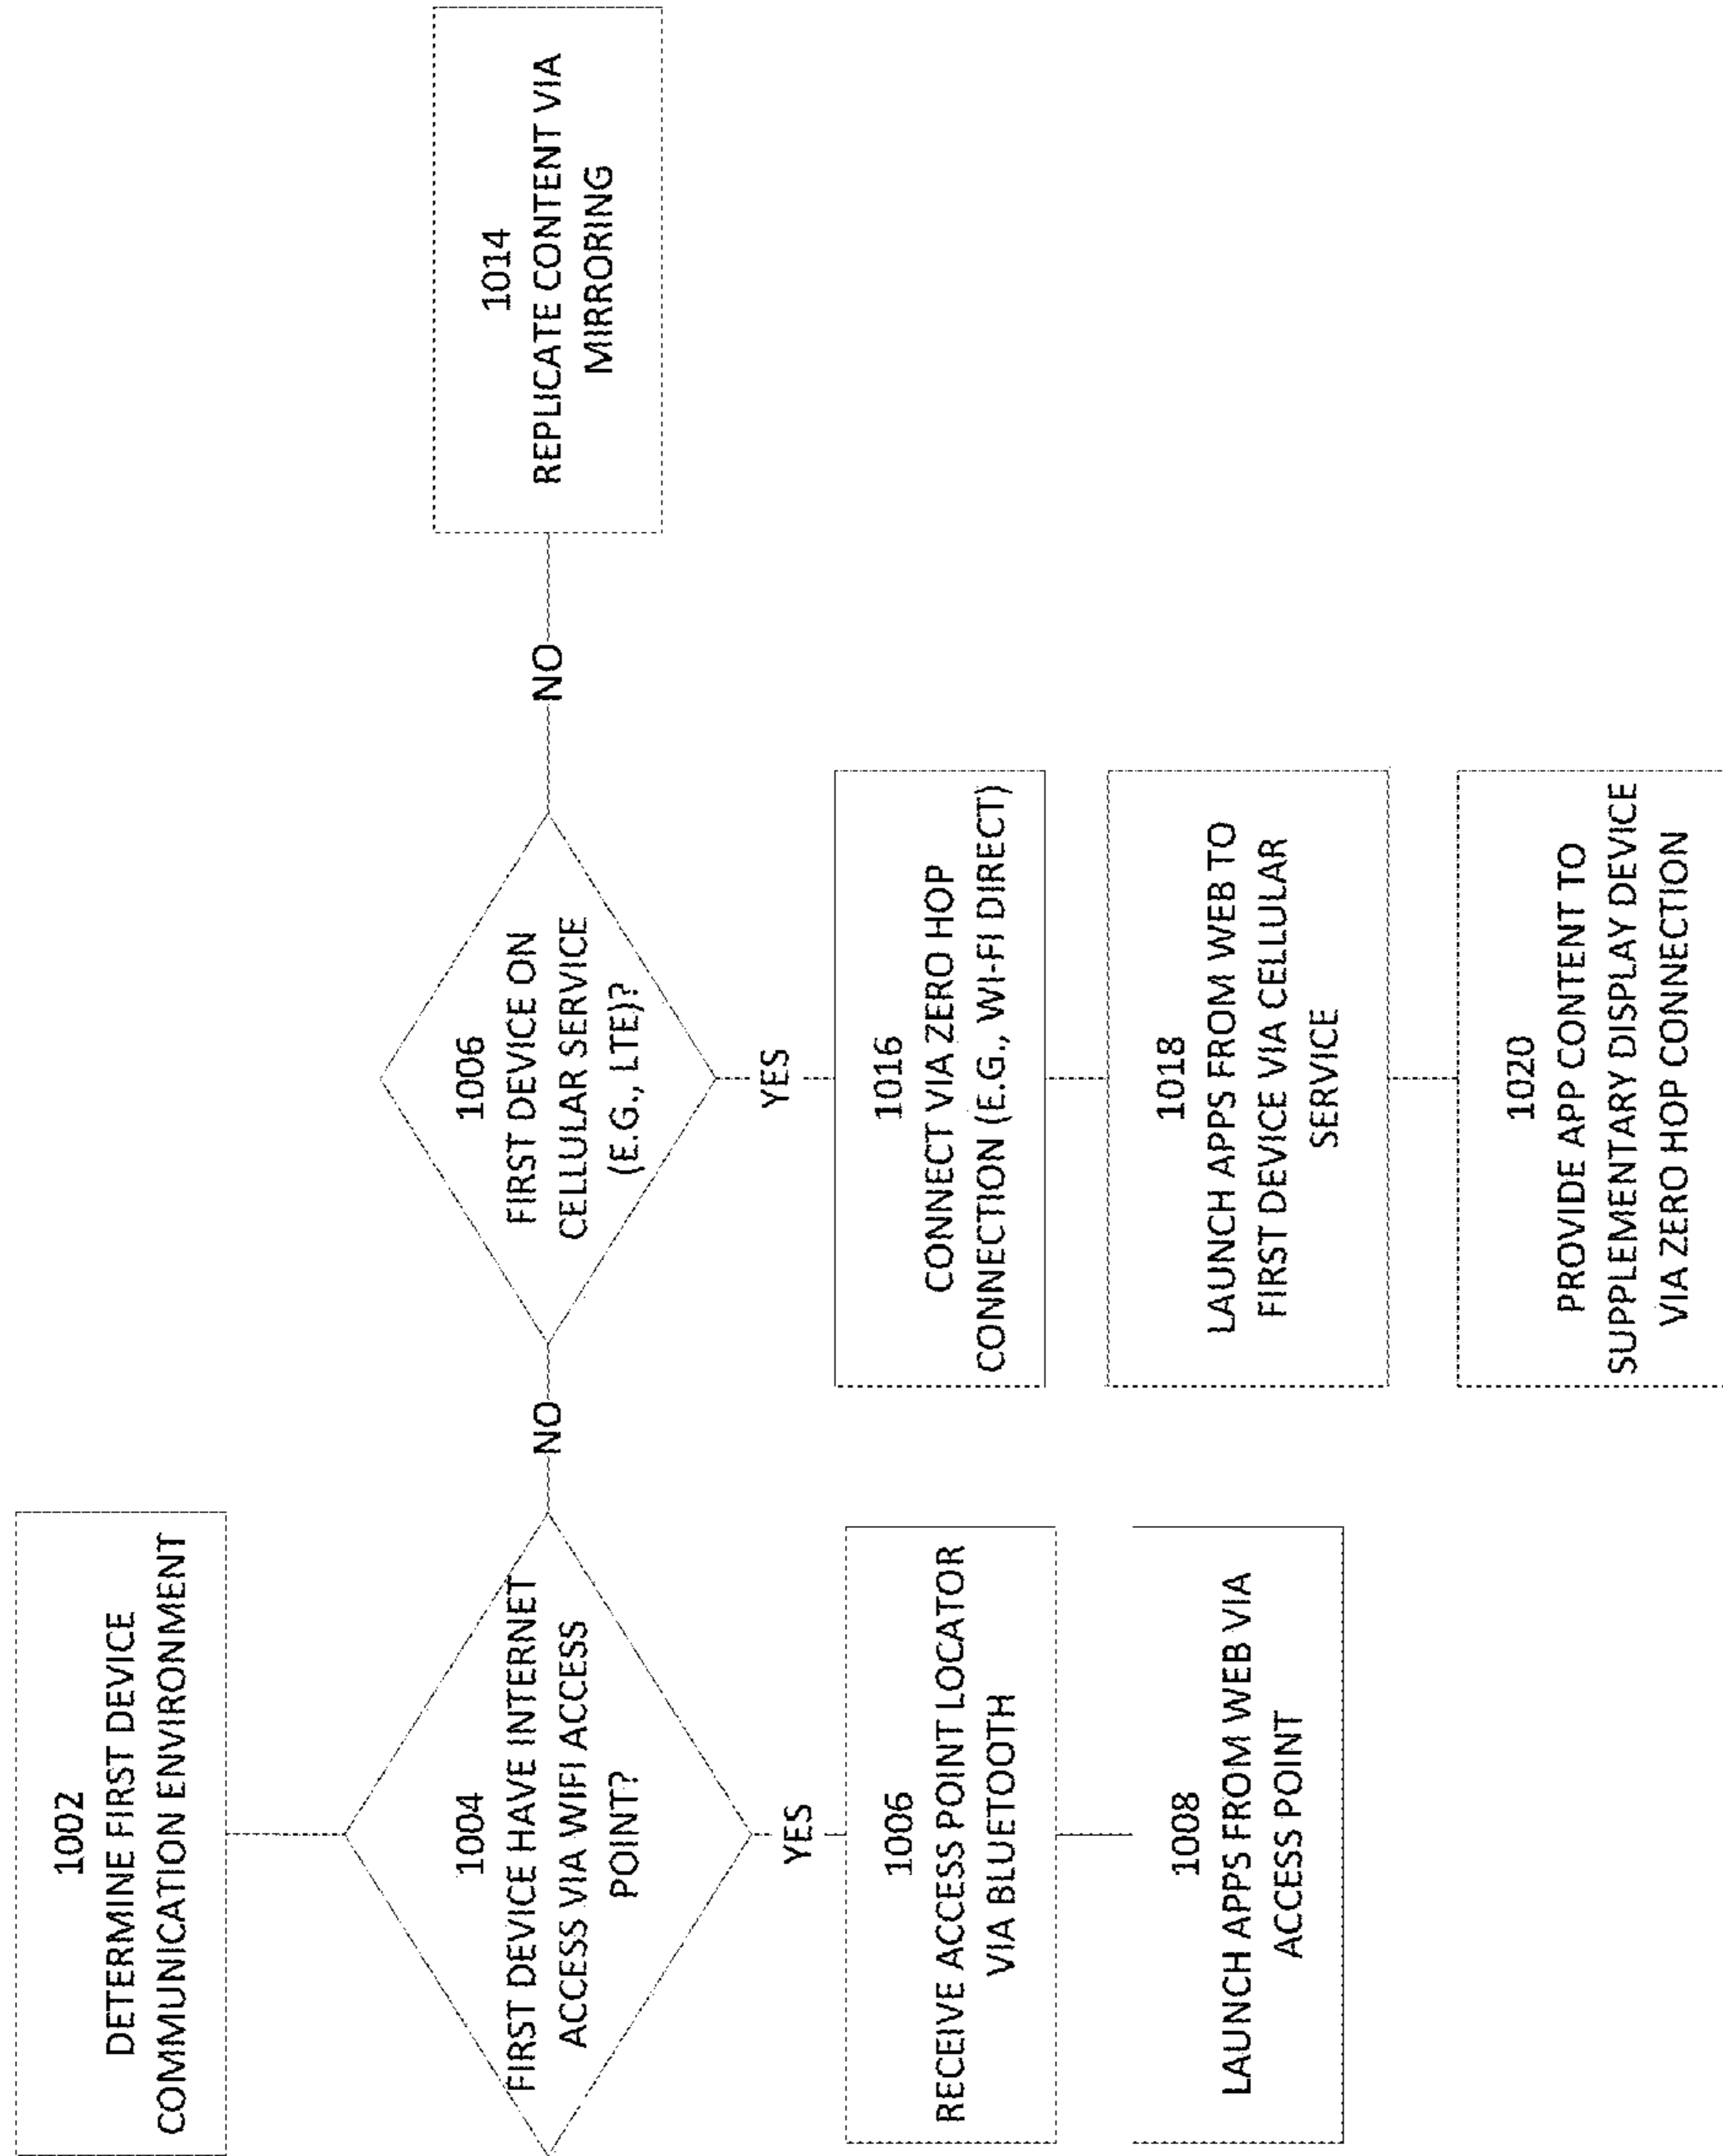 1002
DETERMINE FIRST DEVICE
COMMUNICATION ENVIRONMENT
1004
FIRST DEVICE HAVE INTERNET
ACCESS VIA WIFI ACCESS
POINT?
YES
1006
RECEIVE ACCESS POINT LOCATOR
VIA BLUETOOTH
1008
LAUNCH APPS FROM WEB VIA
ACCESS POINT
NO
1006
FIRST DEVICE ON
CELLULAR SERVICE
(E.G., LTE)?
YES
1016
CONNECT VIA ZERO HOP
CONNECTION (E.G., WI-FI DIRECT)
1018
LAUNCH APPS FROM WEB TO
FIRST DEVICE VIA CELLULAR
SERVICE
1020
PROVIDE APP CONTENT TO
SUPPLEMENTARY DISPLAY DEVICE
VIA ZERO HOP CONNECTION
NO
1014
REPLICATE CONTENT VIA
MIRRORING